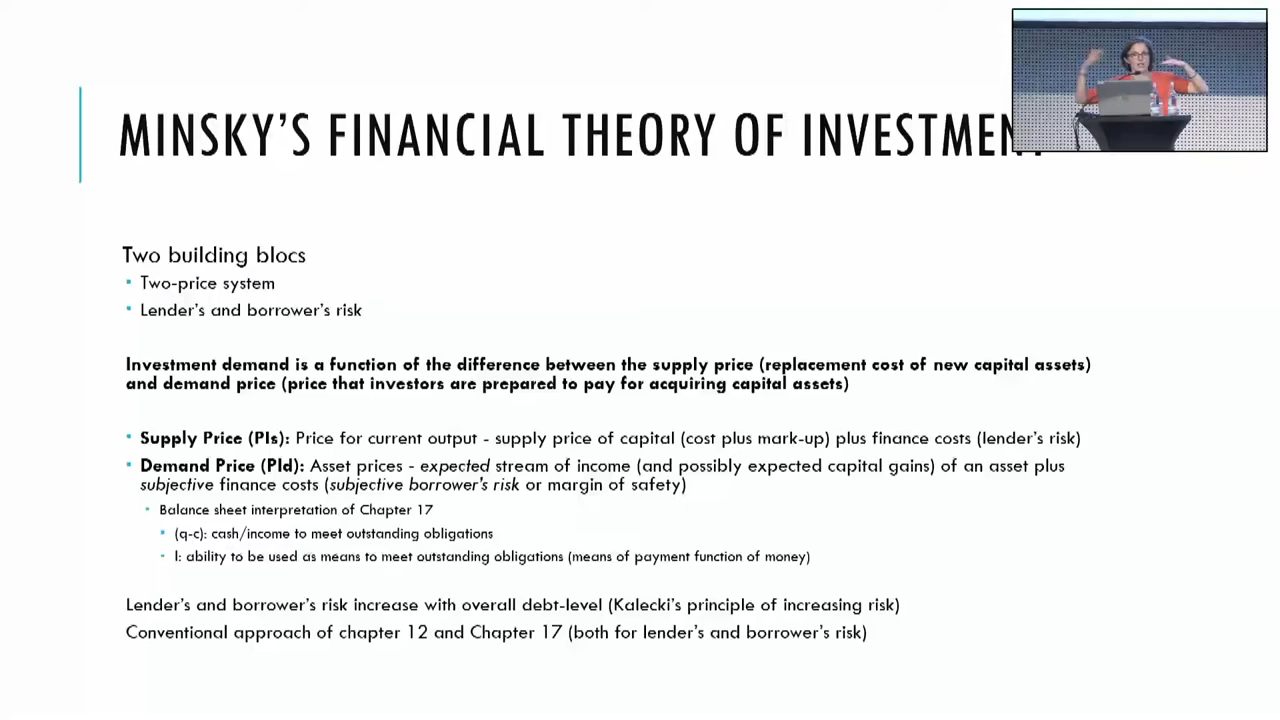 MINSKY'S FINANCIAL THEORY OF INVESTMENT
Two building blocs
Two-price system
Lender's and borrower's risk
Investment demand is a function of the difference between the supply price (replacement cost of new capital assets)
and demand price (price that investors are prepared to pay for acquiring capital assets)
Supply Price (PIs): Price for current output - supply price of capital (cost plus mark-up) plus finance costs (lender's risk)
Demand Price (PId): Asset prices - expected stream of income (and possibly expected capital gains) of an asset plus
subjective finance costs (subjective borrower's risk or margin of safety)
Balance sheet interpretation of Chapter 17
(q-c): cash/income to meet outstanding obligations
l: ability to be used as means to meet outstanding obligations (means of payment function of money)
Lender's and borrower's risk increase with overall debt-level (Kalecki's principle of increasing risk)
Conventional approach of chapter 12 and Chapter 17 (both for lender's and borrower's risk)